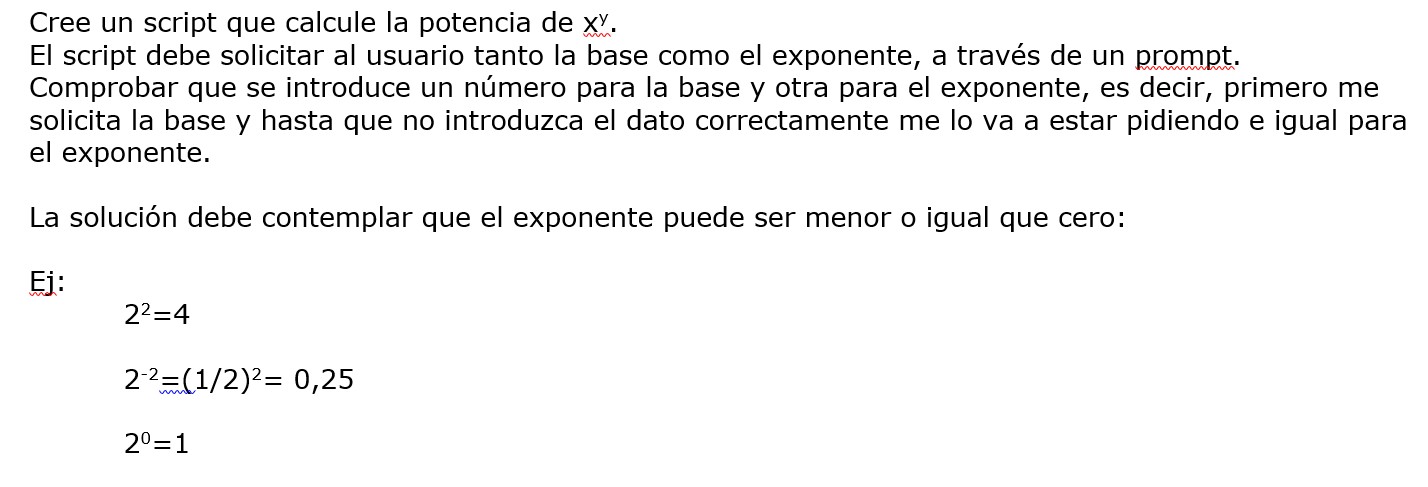 Cree un script que calcule la potencia de xʸ.
El script debe solicitar al usuario tanto la base como el exponente, a través de un prompt.
Comprobar que se introduce un número para la base y otra para el exponente, es decir, primero me
solicita la base y hasta que no introduzca el dato correctamente me lo va a estar pidiendo e igual para
el exponente.
La solución debe contemplar que el exponente puede ser menor o igual que cero:
Ej:
2²=4
2⁻²=(1/2)²= 0,25
2⁰=1